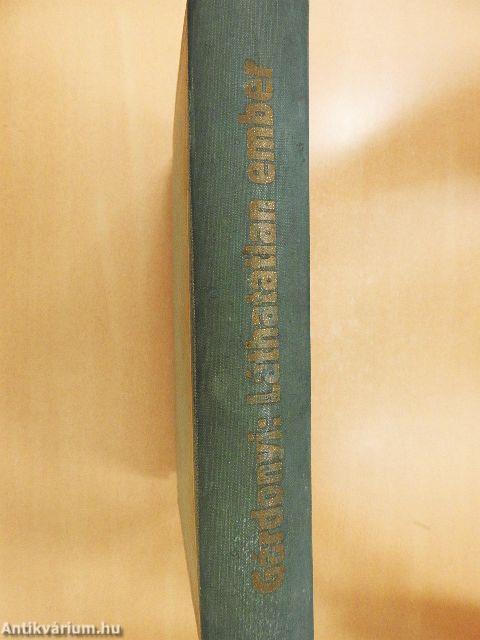 Gárdonyi: Láthatatlan ember
Antikvárium.hu